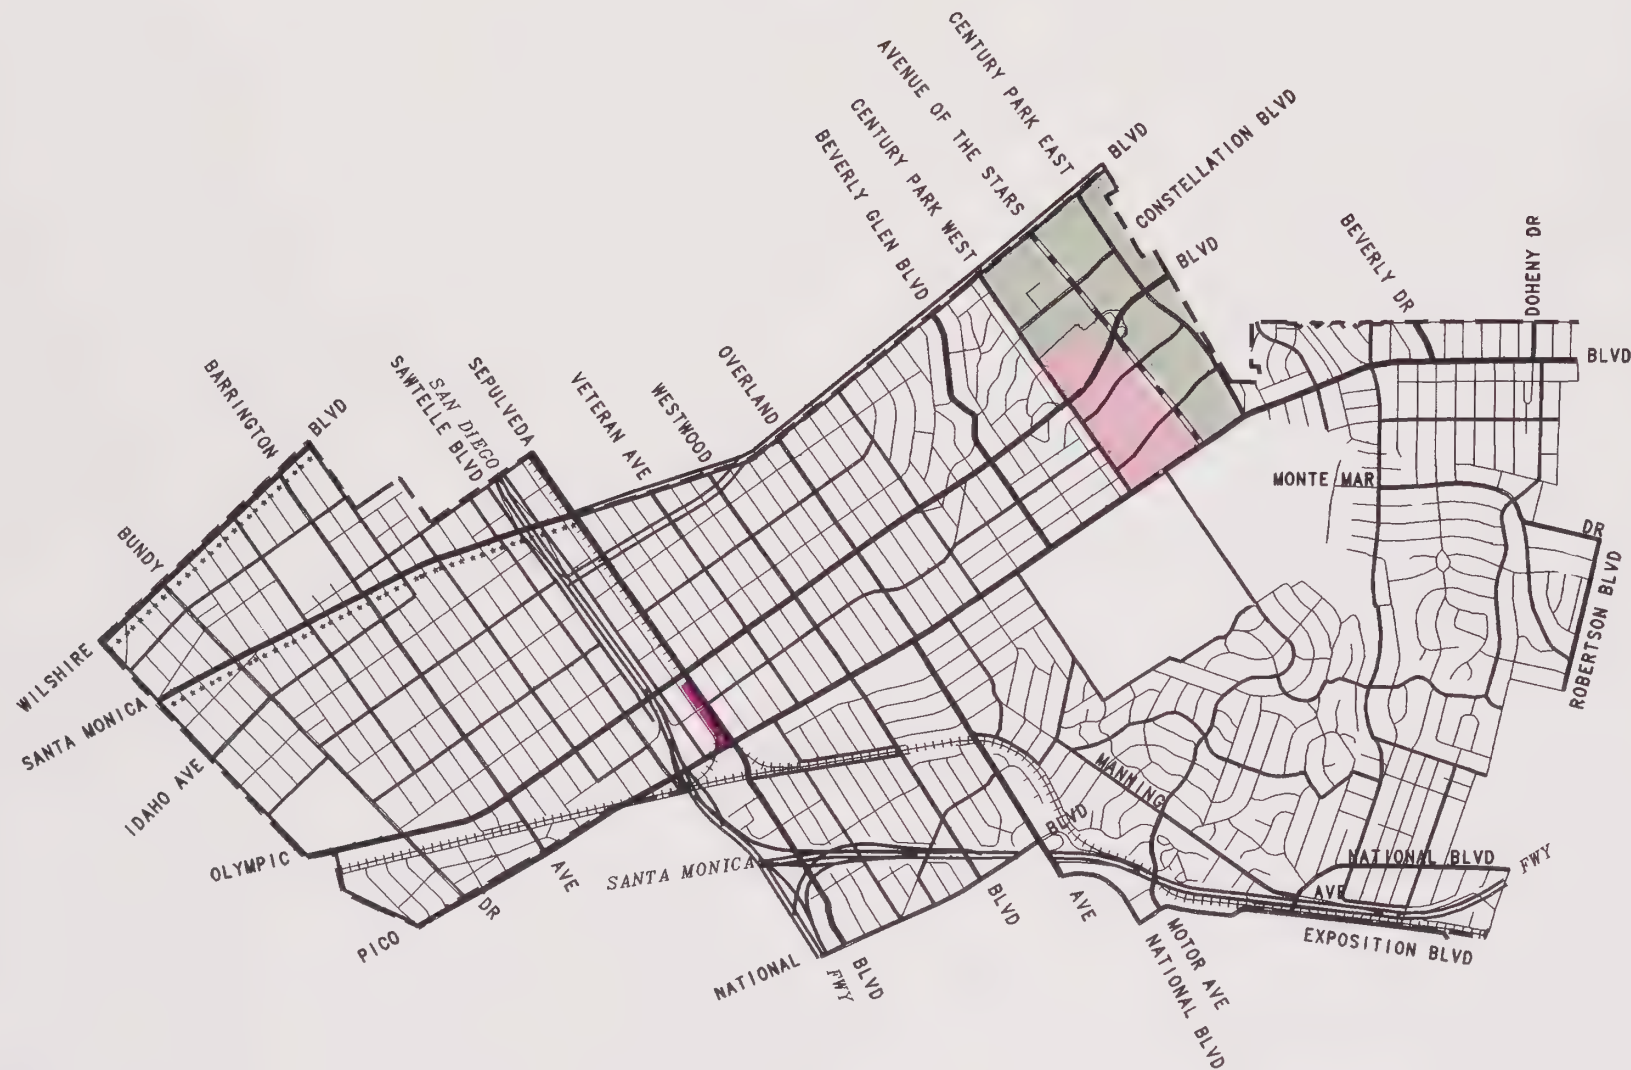 CENTURY PARK EAST
AVENUE OF THE STARS
CENTURY PARK WEST
BEVERLY GLEN BLVD
BLVD
CONSTELLATION BLVD
BLVD
BEVERLY DR
DOHENY DR
BLVD
OVERLAND
WESTWOOD
VETERAN AVE
SEPULVEDA
SAN DIEGO
SAWTELLE BLVD
BARRINGTON
BLVD
BUNDY
WILSHIRE
SANTA MONICA
IDAHO AVE
OLYMPIC
PICO
DR
AVE
SANTA MONICA
NATIONAL
FWY
BLVD
BLVD
BLVD
AVE
MOTOR AVE
NATIONAL BLVD
MANNING
AVE
EXPOSITION BLVD
NATIONAL BLVD
FWY
MONTE MAR
DR
ROBERTSON BLVD